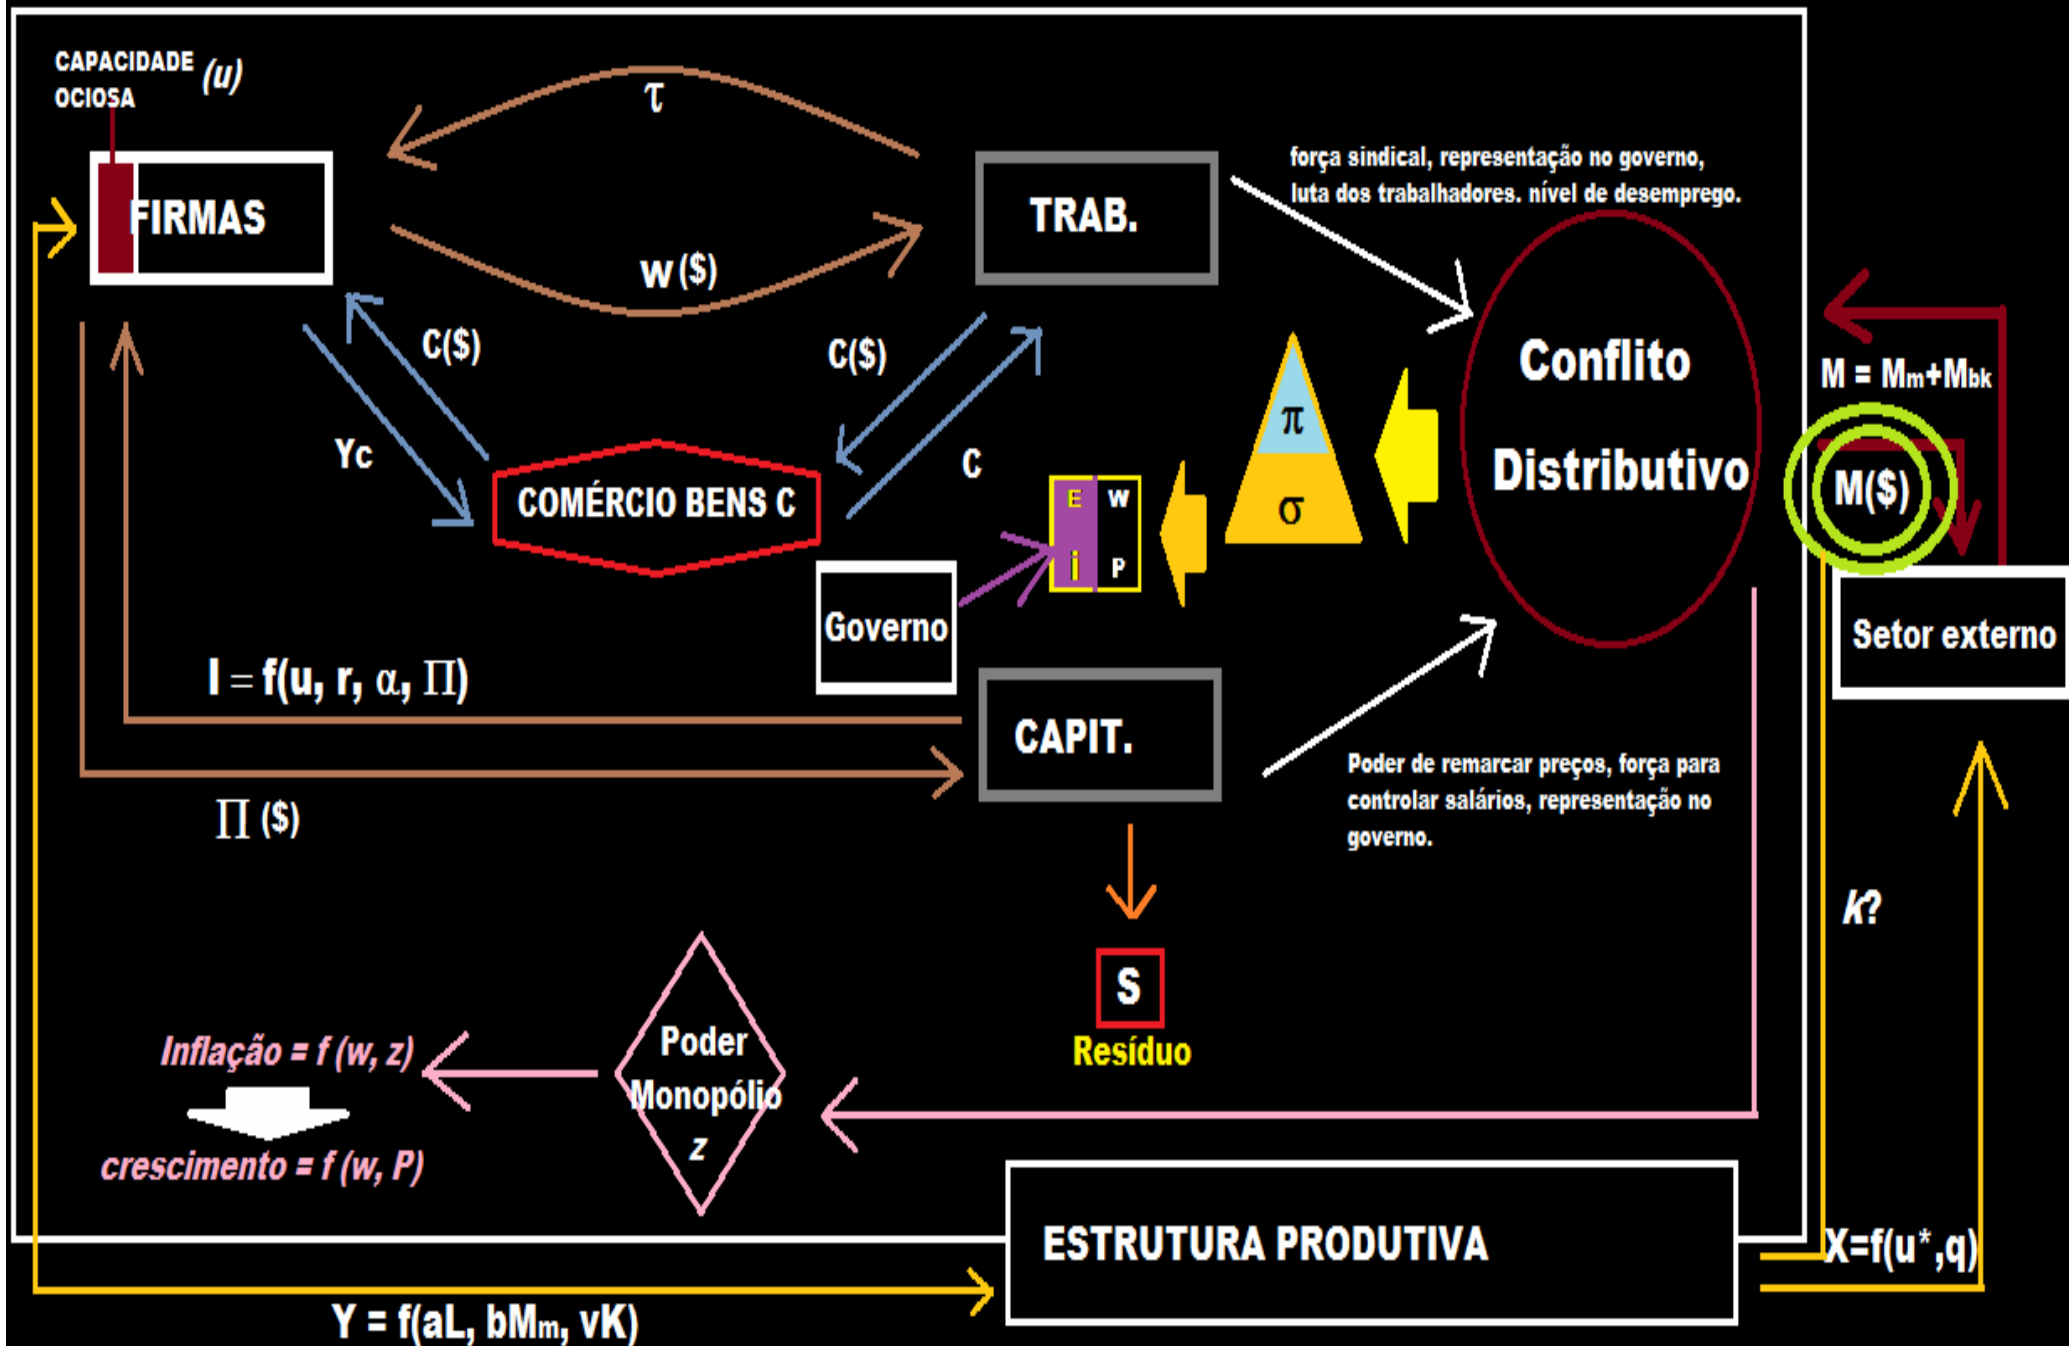 CAPACIDADE
OCIOSA
(u)
τ
FIRMAS
w ($)
TRAB.
força sindical, representação no governo,
luta dos trabalhadores. nível de desemprego.
C($)
C($)
Yc
C
COMÉRCIO BENS C
π
σ
Conflito
Distributivo
M = Mm+Mbk
M($)
E W
i P
Governo
Setor externo
I = f(u, r, α, Π)
CAPIT.
Π ($)
Poder de remarcar preços, força para
controlar salários, representação no
governo.
k?
S
Resíduo
Poder
Monopólio
z
Inflação = f (w, z)
crescimento = f (w, P)
ESTRUTURA PRODUTIVA
X=f(u*,q)
Y = f(aL, bMm, vK)